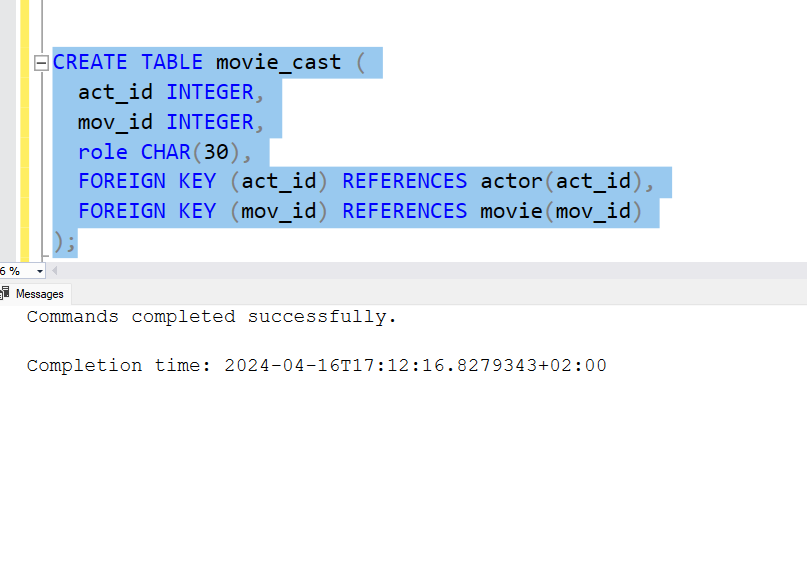 CREATE TABLE movie_cast (
act_id INTEGER,
mov_id INTEGER,
role CHAR(30),
FOREIGN KEY (act_id) REFERENCES actor(act_id),
FOREIGN KEY (mov_id) REFERENCES movie(mov_id)
);
6 %
Messages
Commands completed successfully.
Completion time: 2024-04-16T17:12:16.8279343+02:00